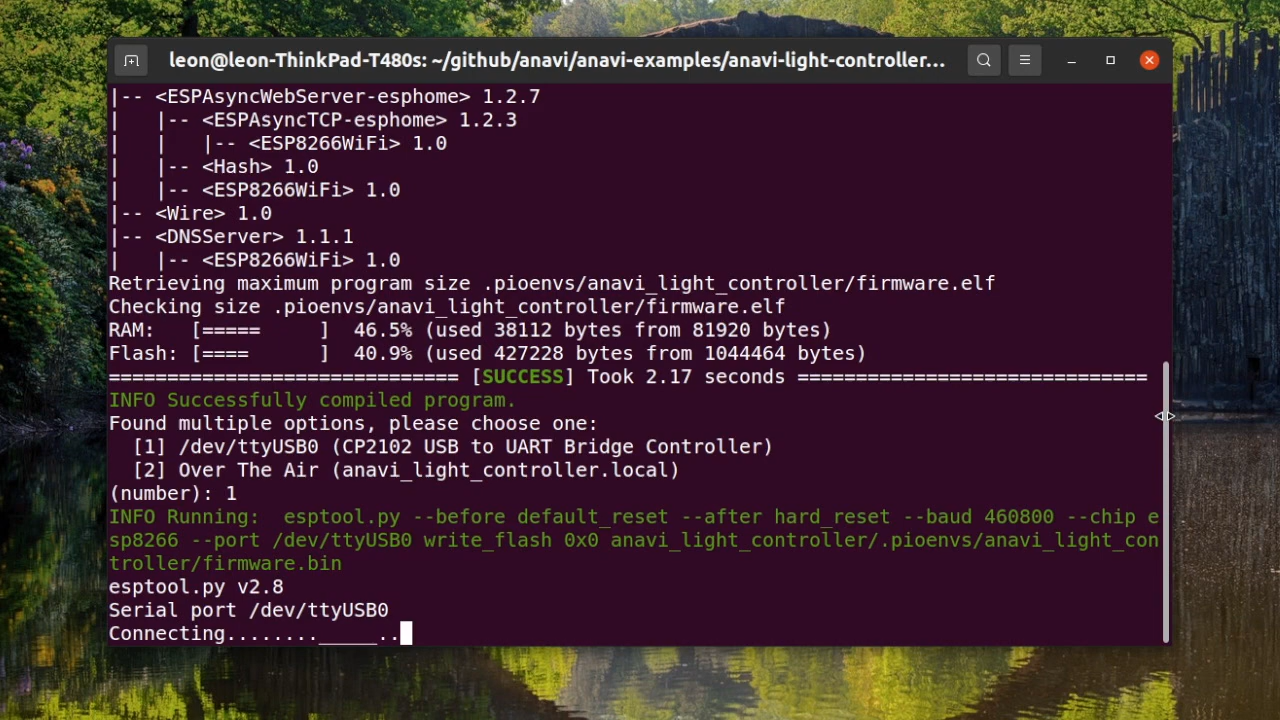 leon@leon-ThinkPad-T480s: ~/github/anavi/anavi-examples/anavi-light-controller...
|-- <ESPAsyncWebServer-esphome> 1.2.7
|   |-- <ESPAsyncTCP-esphome> 1.2.3
|   |   |-- <ESP8266WiFi> 1.0
|   |-- <Hash> 1.0
|   |-- <ESP8266WiFi> 1.0
|-- <Wire> 1.0
|-- <DNSServer> 1.1.1
|   |-- <ESP8266WiFi> 1.0
Retrieving maximum program size .pioenvs/anavi_light_controller/firmware.elf
Checking size .pioenvs/anavi_light_controller/firmware.elf
RAM:   [=====     ]  46.5% (used 38112 bytes from 81920 bytes)
Flash: [====      ]  40.9% (used 427228 bytes from 1044464 bytes)
============================== [SUCCESS] Took 2.17 seconds ==============================
INFO Successfully compiled program.
Found multiple options, please choose one:
  [1] /dev/ttyUSB0 (CP2102 USB to UART Bridge Controller)
  [2] Over The Air (anavi_light_controller.local)
(number): 1
INFO Running:  esptool.py --before default_reset --after hard_reset --baud 460800 --chip e
sp8266 --port /dev/ttyUSB0 write_flash 0x0 anavi_light_controller/.pioenvs/anavi_light_con
troller/firmware.bin
esptool.py v2.8
Serial port /dev/ttyUSB0
Connecting........_____..